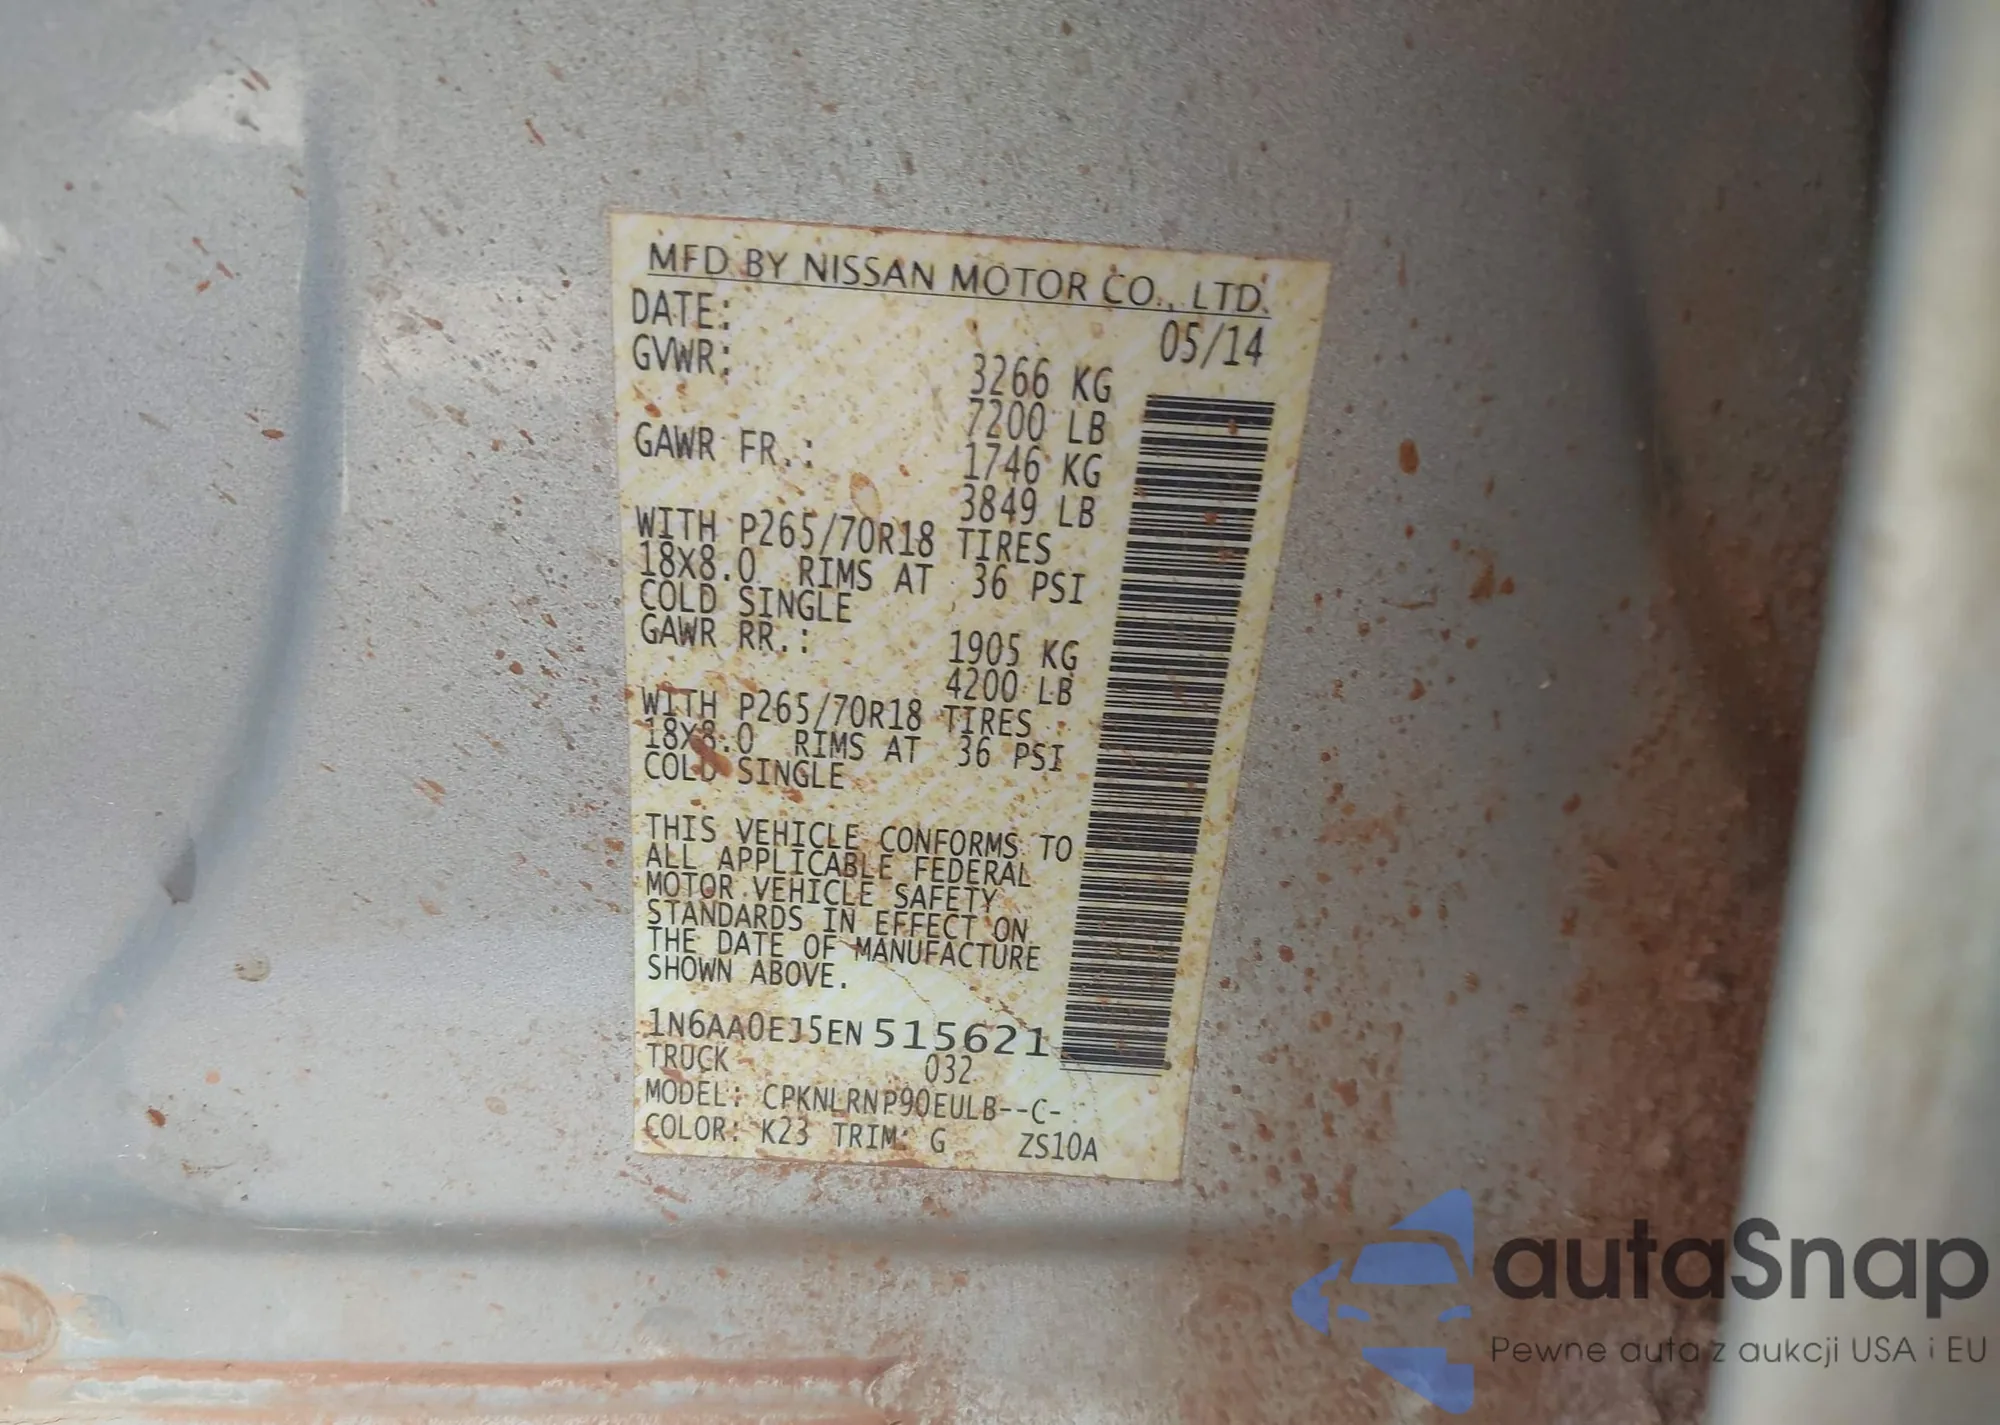 MFD BY NISSAN MOTOR CO., LTD.
DATE: 05/14
GVWR: 3266 KG
7200 LB
GAWR FR.: 1746 KG
3849 LB
WITH P265/70R18 TIRES
18X8.0 RIMS AT 36 PSI
COLD SINGLE
GAWR RR.: 1905 KG
4200 LB
WITH P265/70R18 TIRES
18X8.0 RIMS AT 36 PSI
COLD SINGLE
THIS VEHICLE CONFORMS TO
ALL APPLICABLE FEDERAL
MOTOR VEHICLE SAFETY
STANDARDS IN EFFECT ON
THE DATE OF MANUFACTURE
SHOWN ABOVE.
1N6AA0EJ5EN515621
TRUCK 032
MODEL: CPKNLRNP90EULB--C-
COLOR: K23 TRIM: G ZS10A
autaSnap
Pewne auta z aukcji USA i EU